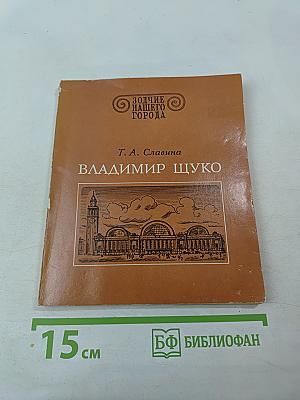 ЗОДЧИЕ
НАШЕГО
ГОРОДА
Т. А. Славина
ВЛАДИМИР ЩУКО
15 см
БФ БИБЛИОФАН